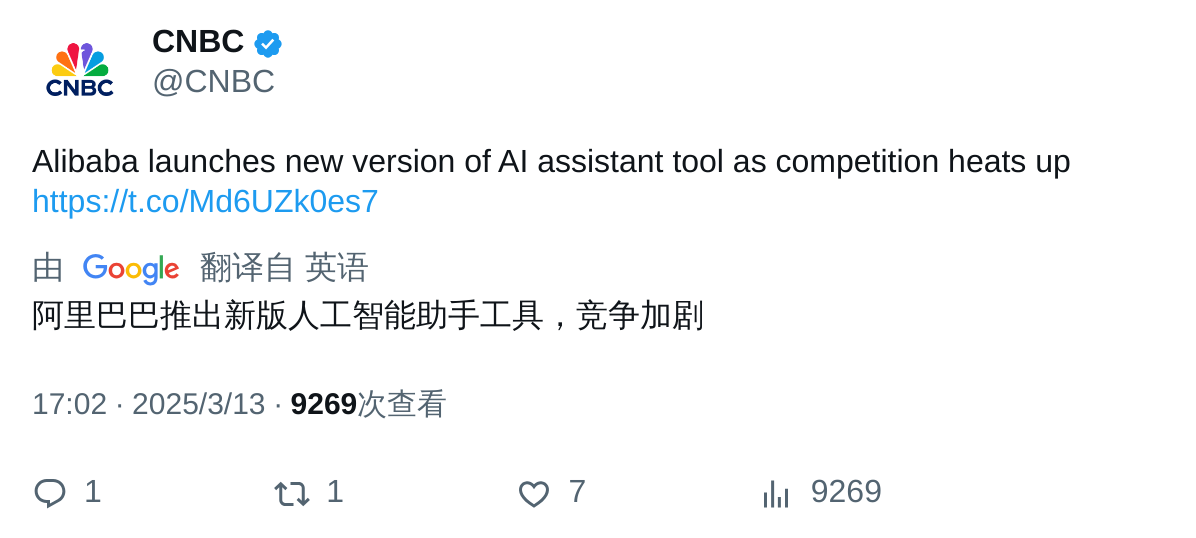 CNBC
CNBC
@CNBC
Alibaba launches new version of AI assistant tool as competition heats up
https://t.co/Md6UZk0es7
由 Google 翻译自 英语
阿里巴巴推出新版人工智能助手工具，竞争加剧
17:02 · 2025/3/13 · 9269次查看
1 1 7 9269